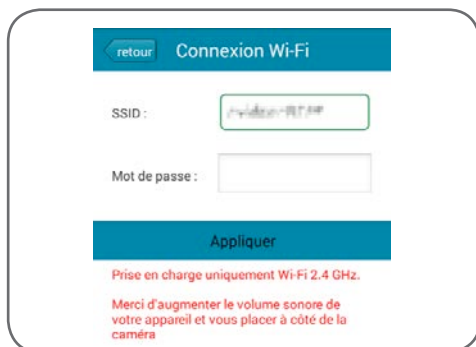 retour
Connexion Wi-Fi
SSID :
Mot de passe :
Appliquer
Prise en charge uniquement Wi-Fi 2.4 GHz.
Merci d'augmenter le volume sonore de
votre appareil et vous placer à côté de la
caméra